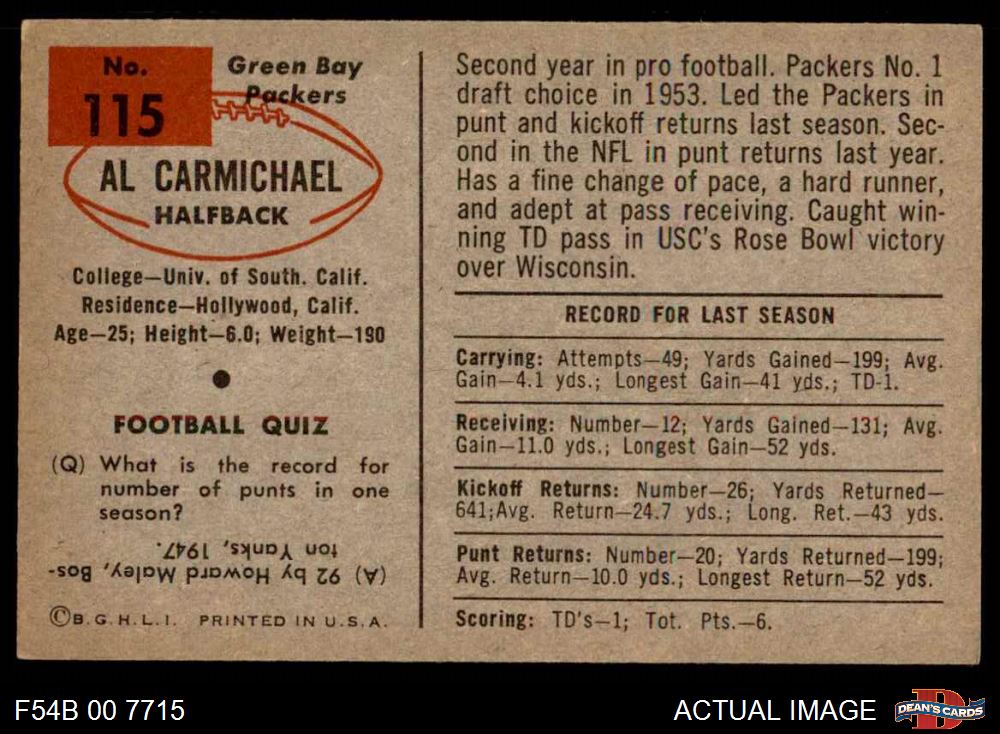 No.
115
Green Bay
Packers
AL CARMICHAEL
HALFBACK
College—Univ. of South. Calif.
Residence—Hollywood, Calif.
Age—25; Height—6.0; Weight—190
FOOTBALL QUIZ
(Q) What is the record for
number of punts in one
season?
(A) 92 by Howard Maley, Bos-
ton Yanks, 1947.
©B.G.H.L.I. PRINTED IN U.S.A.
Second year in pro football. Packers No. 1
draft choice in 1953. Led the Packers in
punt and kickoff returns last season. Sec-
ond in the NFL in punt returns last year.
Has a fine change of pace, a hard runner,
and adept at pass receiving. Caught win-
ning TD pass in USC's Rose Bowl victory
over Wisconsin.
RECORD FOR LAST SEASON
Carrying: Attempts—49; Yards Gained—199; Avg.
Gain—4.1 yds.; Longest Gain—41 yds.; TD-1.
Receiving: Number—12; Yards Gained—131; Avg.
Gain—11.0 yds.; Longest Gain—52 yds.
Kickoff Returns: Number—26; Yards Returned—
641;Avg. Return—24.7 yds.; Long. Ret.—43 yds.
Punt Returns: Number—20; Yards Returned—199;
Avg. Return—10.0 yds.; Longest Return—52 yds.
Scoring: TD's—1; Tot. Pts.—6.
F54B 00 7715
ACTUAL IMAGE
D
DEAN'S CARDS